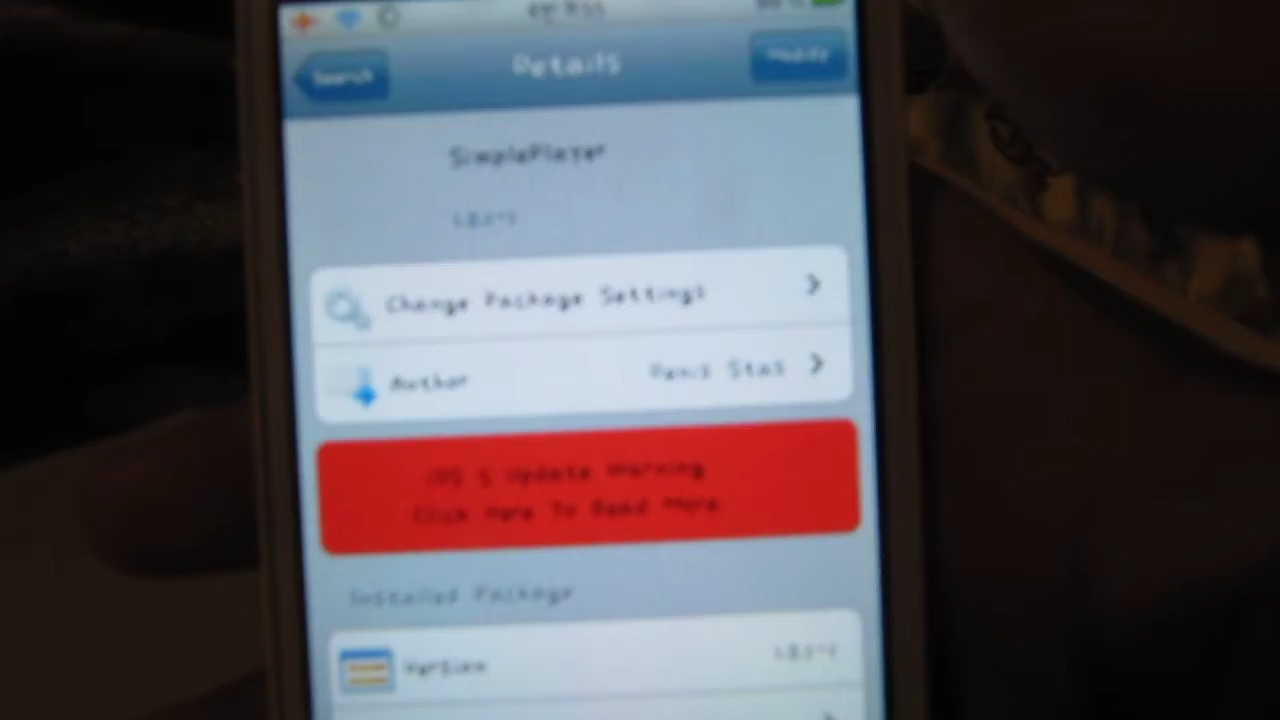 Details
Search
Modify
SimplePlayer
Change Package Settings
Author
iOS 5 Update Warning
Click Here To Read More
Installed Package
Version